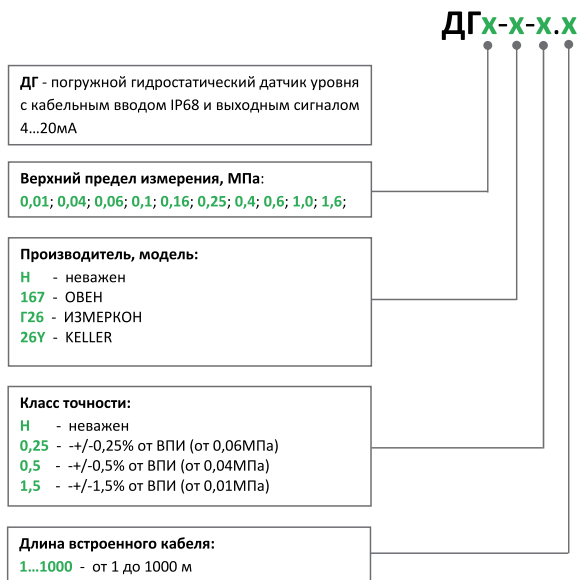 ДГх-х-х.х
ДГ - погружной гидростатический датчик уровня
с кабельным вводом IP68 и выходным сигналом
4...20мА
Верхний предел измерения, МПа:
0,01; 0,04; 0,06; 0,1; 0,16; 0,25; 0,4; 0,6; 1,0; 1,6;
Производитель, модель:
Н - неважен
167 - ОВЕН
Г26 - ИЗМЕРКОН
26Y - KELLER
Класс точности:
Н - неважен
0,25 - -+/-0,25% от ВПИ (от 0,06МПа)
0,5 - -+/-0,5% от ВПИ (от 0,04МПа)
1,5 - -+/-1,5% от ВПИ (от 0,01МПа)
Длина встроенного кабеля:
1...1000 - от 1 до 1000 м